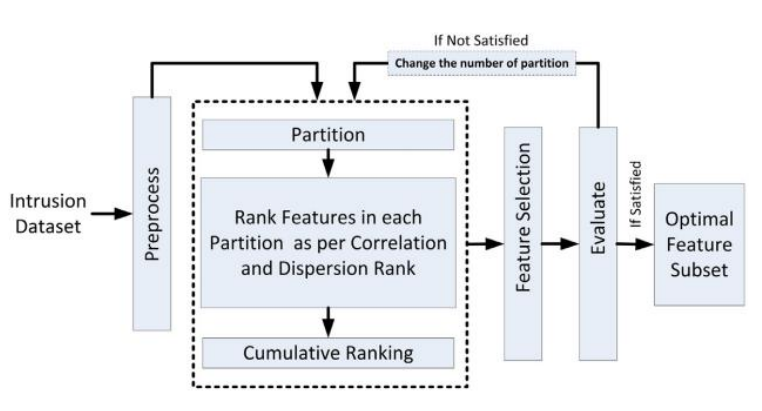 If Not Satisfied
Change the number of partition
Intrusion
Dataset
Preprocess
Partition
Rank Features in each
Partition as per Correlation
and Dispersion Rank
Cumulative Ranking
Feature Selection
Evaluate
If Satisfied
Optimal
Feature
Subset